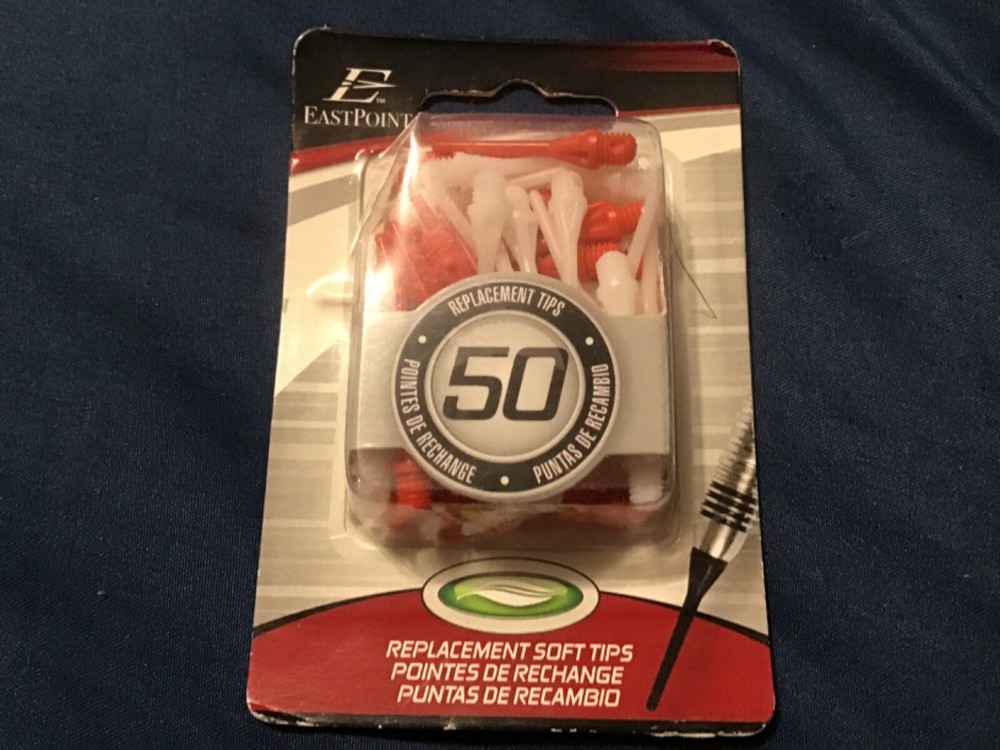 E
TM
EASTPOINT
REPLACEMENT TIPS
50
POINTES DE RECHANGE
PUNTAS DE RECAMBIO
REPLACEMENT SOFT TIPS
POINTES DE RECHANGE
PUNTAS DE RECAMBIO